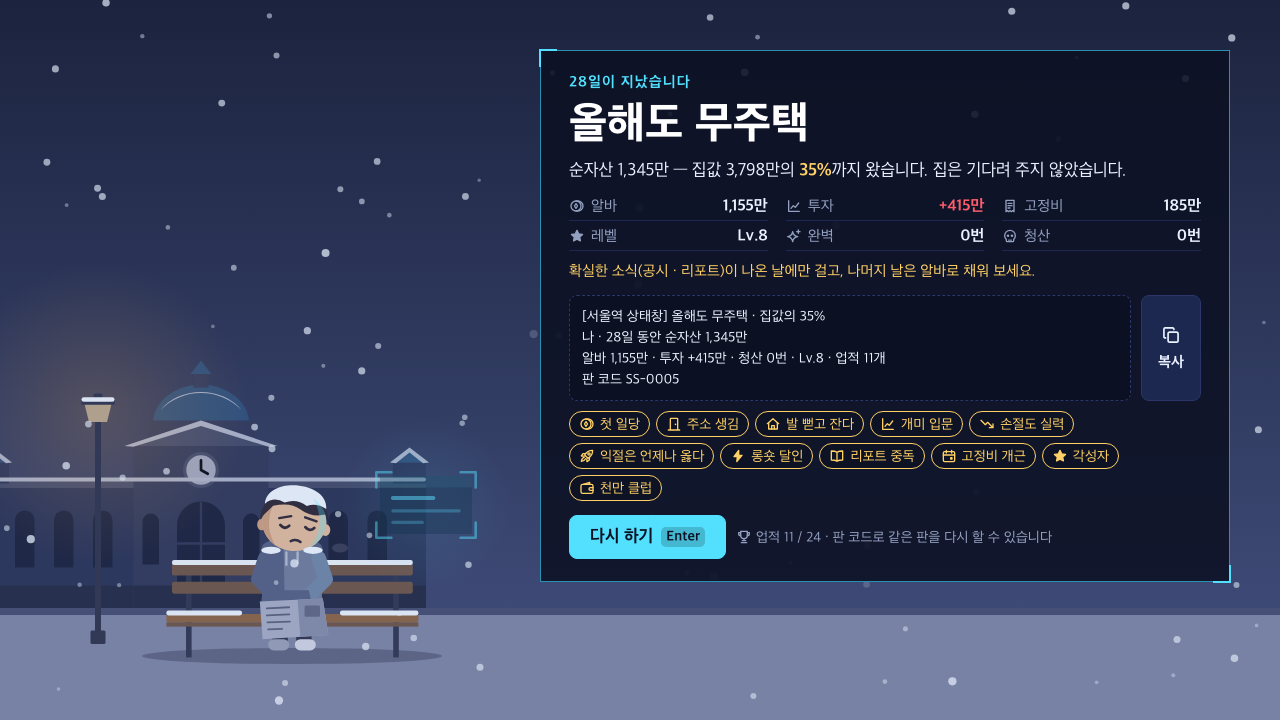 28일이 지났습니다
올해도 무주택
순자산 1,345만 — 집값 3,798만의 35%까지 왔습니다. 집은 기다려 주지 않았습니다.
알바 1,155만 투자 +415만 고정비 185만
레벨 Lv.8 완벽 0번 청산 0번
확실한 소식(공시 · 리포트)이 나온 날에만 걸고, 나머지 날은 알바로 채워 보세요.
[서울역 상태창] 올해도 무주택 · 집값의 35%
나 · 28일 동안 순자산 1,345만
알바 1,155만 · 투자 +415만 · 청산 0번 · Lv.8 · 업적 11개
판 코드 SS-0005
복사
첫 일당 주소 생김 발 뻗고 잔다 개미 입문 손절도 실력
익절은 언제나 옳다 롱숏 달인 리포트 중독 고정비 개근 각성자
천만 클럽
다시 하기 Enter 업적 11 / 24 · 판 코드로 같은 판을 다시 할 수 있습니다